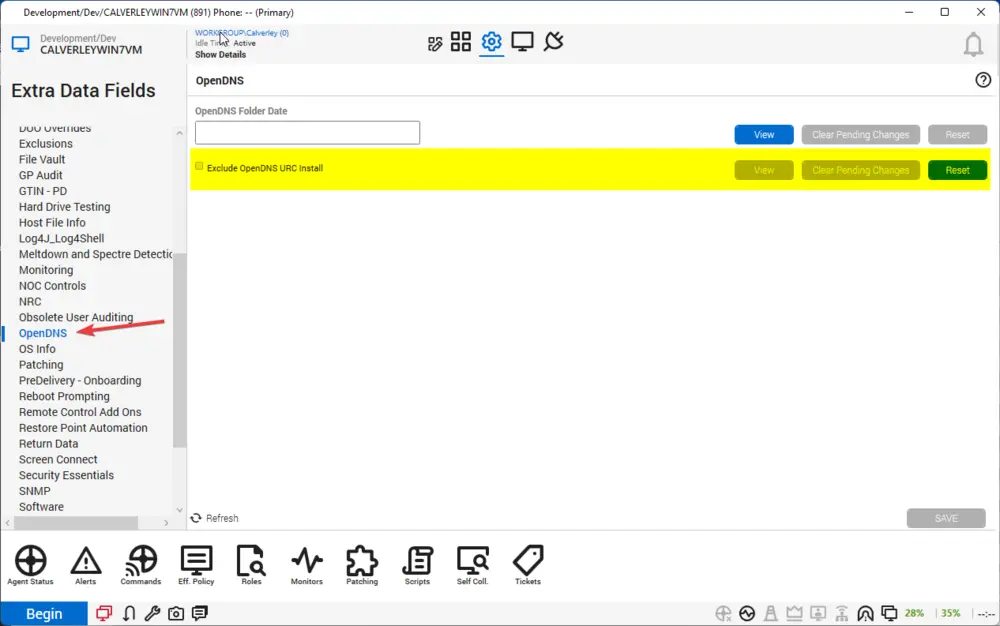 Development/Dev/CALVERLEYWIN7VM (891) Phone: -- (Primary)
Development/Dev
CALVERLEYWIN7VM
WORKGROUP\Calverley (0)
Idle Time: Active
Show Details
Extra Data Fields
DUO Overrides
Exclusions
File Vault
GP Audit
GTIN - PD
Hard Drive Testing
Host File Info
Log4J_Log4Shell
Meltdown and Spectre Detectio
Monitoring
NOC Controls
NRC
Obsolete User Auditing
OpenDNS
OS Info
Patching
PreDelivery - Onboarding
Reboot Prompting
Remote Control Add Ons
Restore Point Automation
Return Data
Screen Connect
Security Essentials
SNMP
Software
OpenDNS
OpenDNS Folder Date
View Clear Pending Changes Reset
Exclude OpenDNS URC Install View Clear Pending Changes Reset
Refresh SAVE
Agent Status Alerts Commands Eff. Policy Roles Monitors Patching Scripts Self Coll. Tickets
Begin 28% 35% --:--